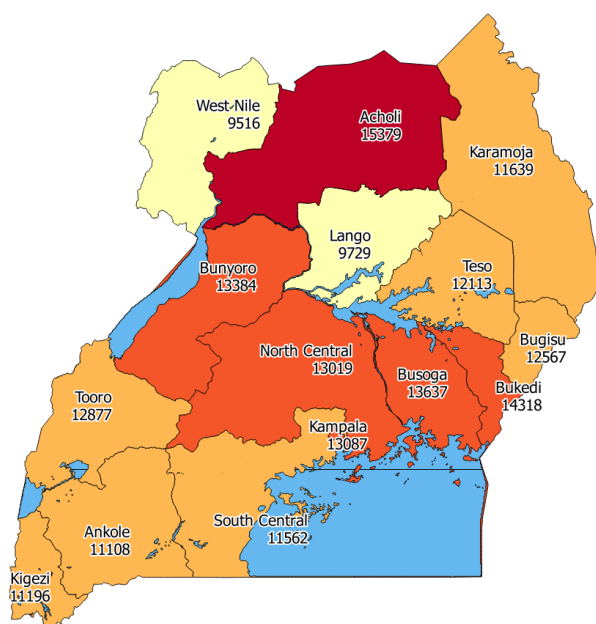 West Nile
9516
Acholi
15379
Karamoja
11639
Lango
9729
Bunyoro
13384
Teso
12113
Bugisu
12567
North Central
13019
Busoga
13637
Bukedi
14318
Tooro
12877
Kampala
13087
South Central
11562
Ankole
11108
Kigezi
11196